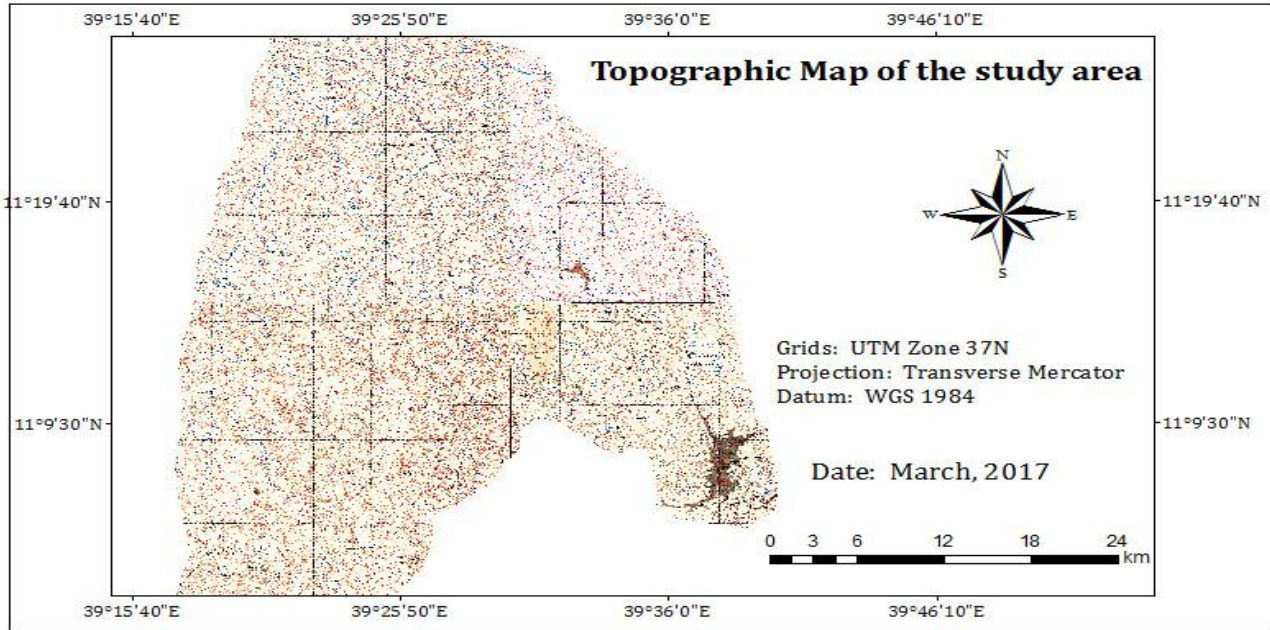 39°15'40"E 39°25'50"E 39°36'0"E 39°46'10"E
Topographic Map of the study area
N
11°19'40"N 11°19'40"N
W E
S
Grids: UTM Zone 37N
Projection: Transverse Mercator
Datum: WGS 1984
11°9'30"N 11°9'30"N
Date: March, 2017
0 3 6 12 18 24
km
39°15'40"E 39°25'50"E 39°36'0"E 39°46'10"E